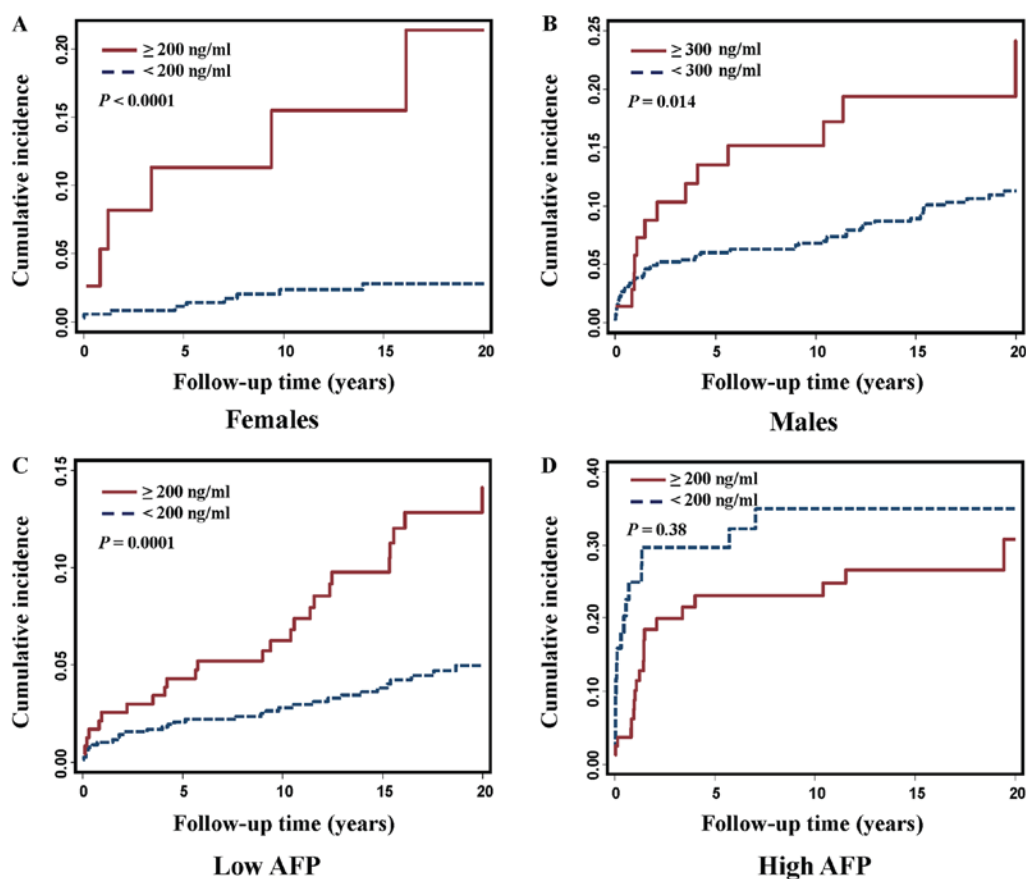 A
≥ 200 ng/ml
< 200 ng/ml
P < 0.0001
Cumulative incidence
0.00 0.05 0.10 0.15 0.20
0 5 10 15 20
Follow-up time (years)
Females
B
≥ 300 ng/ml
< 300 ng/ml
P = 0.014
Cumulative incidence
0.00 0.05 0.10 0.15 0.20 0.25
0 5 10 15 20
Follow-up time (years)
Males
C
≥ 200 ng/ml
< 200 ng/ml
P = 0.0001
Cumulative incidence
0.00 0.05 0.10 0.15
0 5 10 15 20
Follow-up time (years)
Low AFP
D
≥ 200 ng/ml
< 200 ng/ml
P = 0.38
Cumulative incidence
0.00 0.10 0.20 0.30 0.40
0 5 10 15 20
Follow-up time (years)
High AFP